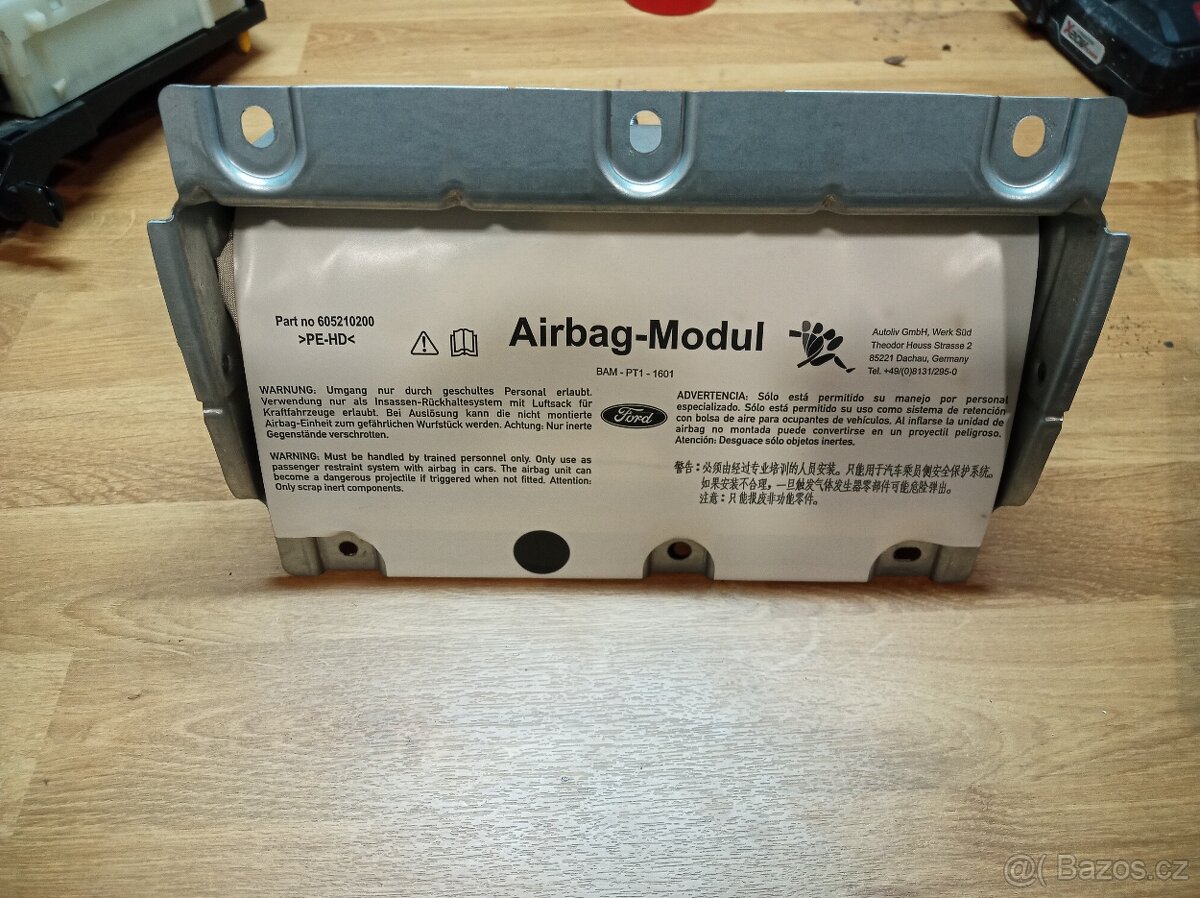 Part no 605210200
>PE-HD<
Airbag-Modul
BAM - PT1 - 1601
Autoliv GmbH, Werk Süd
Theodor Heuss Strasse 2
85221 Dachau, Germany
Tel. +49/(0)8131/295-0
WARNUNG: Umgang nur durch geschultes Personal erlaubt.
Verwendung nur als Insassen-Rückhaltesystem mit Luftsack für
Kraftfahrzeuge erlaubt. Bei Auslösung kann die nicht montierte
Airbag-Einheit zum gefährlichen Wurfstück werden. Achtung: Nur inerte
Gegenstände verschrotten.
WARNING: Must be handled by trained personnel only. Only use as
passenger restraint system with airbag in cars. The airbag unit can
become a dangerous projectile if triggered when not fitted. Attention:
Only scrap inert components.
Ford
ADVERTENCIA: Sólo está permitido su manejo por personal
especializado. Sólo está permitido su uso como sistema de retención
con bolsa de aire para ocupantes de vehículos. Al inflarse la unidad de
airbag no montada puede convertirse en un proyectil peligroso.
Atención: Desguace sólo objetos inertes.
警告：必须由经过专业培训的人员安装。只能用于汽车乘员侧安全保护系统。
如果安装不合理，一旦触发气体发生器零部件可能危险弹出。
注意：只能报废非功能零件。
@( Bazos.cz